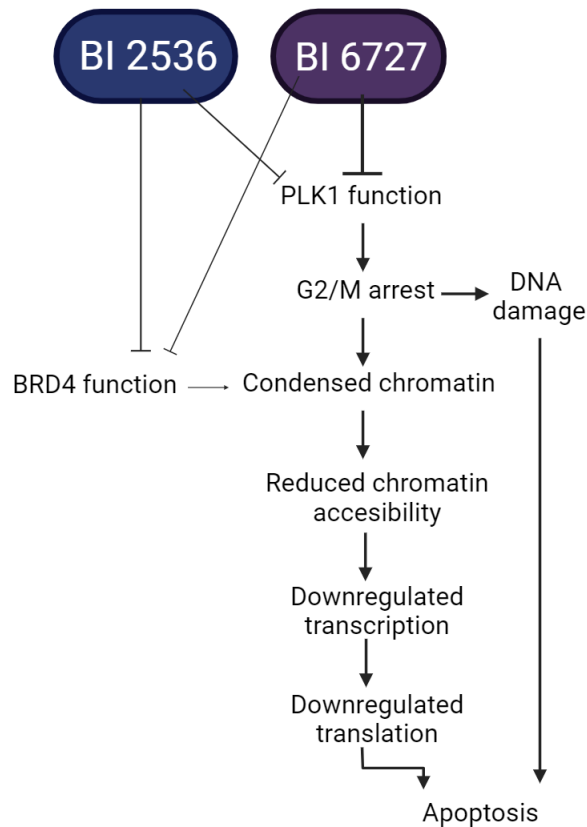 BI 2536
BI 6727
PLK1 function
G2/M arrest
DNA
damage
BRD4 function
Condensed chromatin
Reduced chromatin
accesibility
Downregulated
transcription
Downregulated
translation
Apoptosis